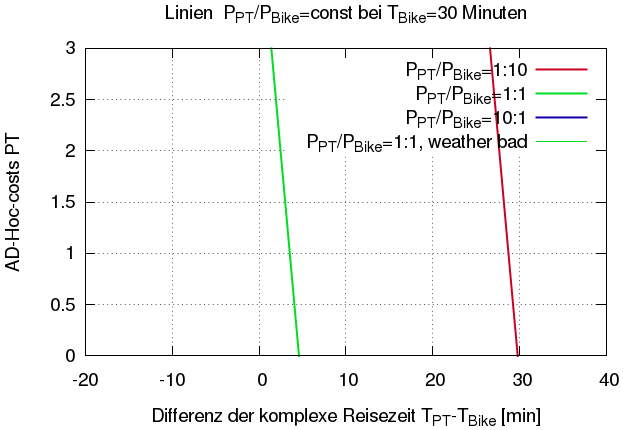 Linien P_PT/P_Bike=const bei T_Bike=30 Minuten
3
2.5
2
1.5
1
0.5
0
AD-Hoc-costs PT
P_PT/P_Bike=1:10
P_PT/P_Bike=1:1
P_PT/P_Bike=10:1
P_PT/P_Bike=1:1, weather bad
-20 -10 0 10 20 30 40
Differenz der komplexe Reisezeit T_PT-T_Bike [min]